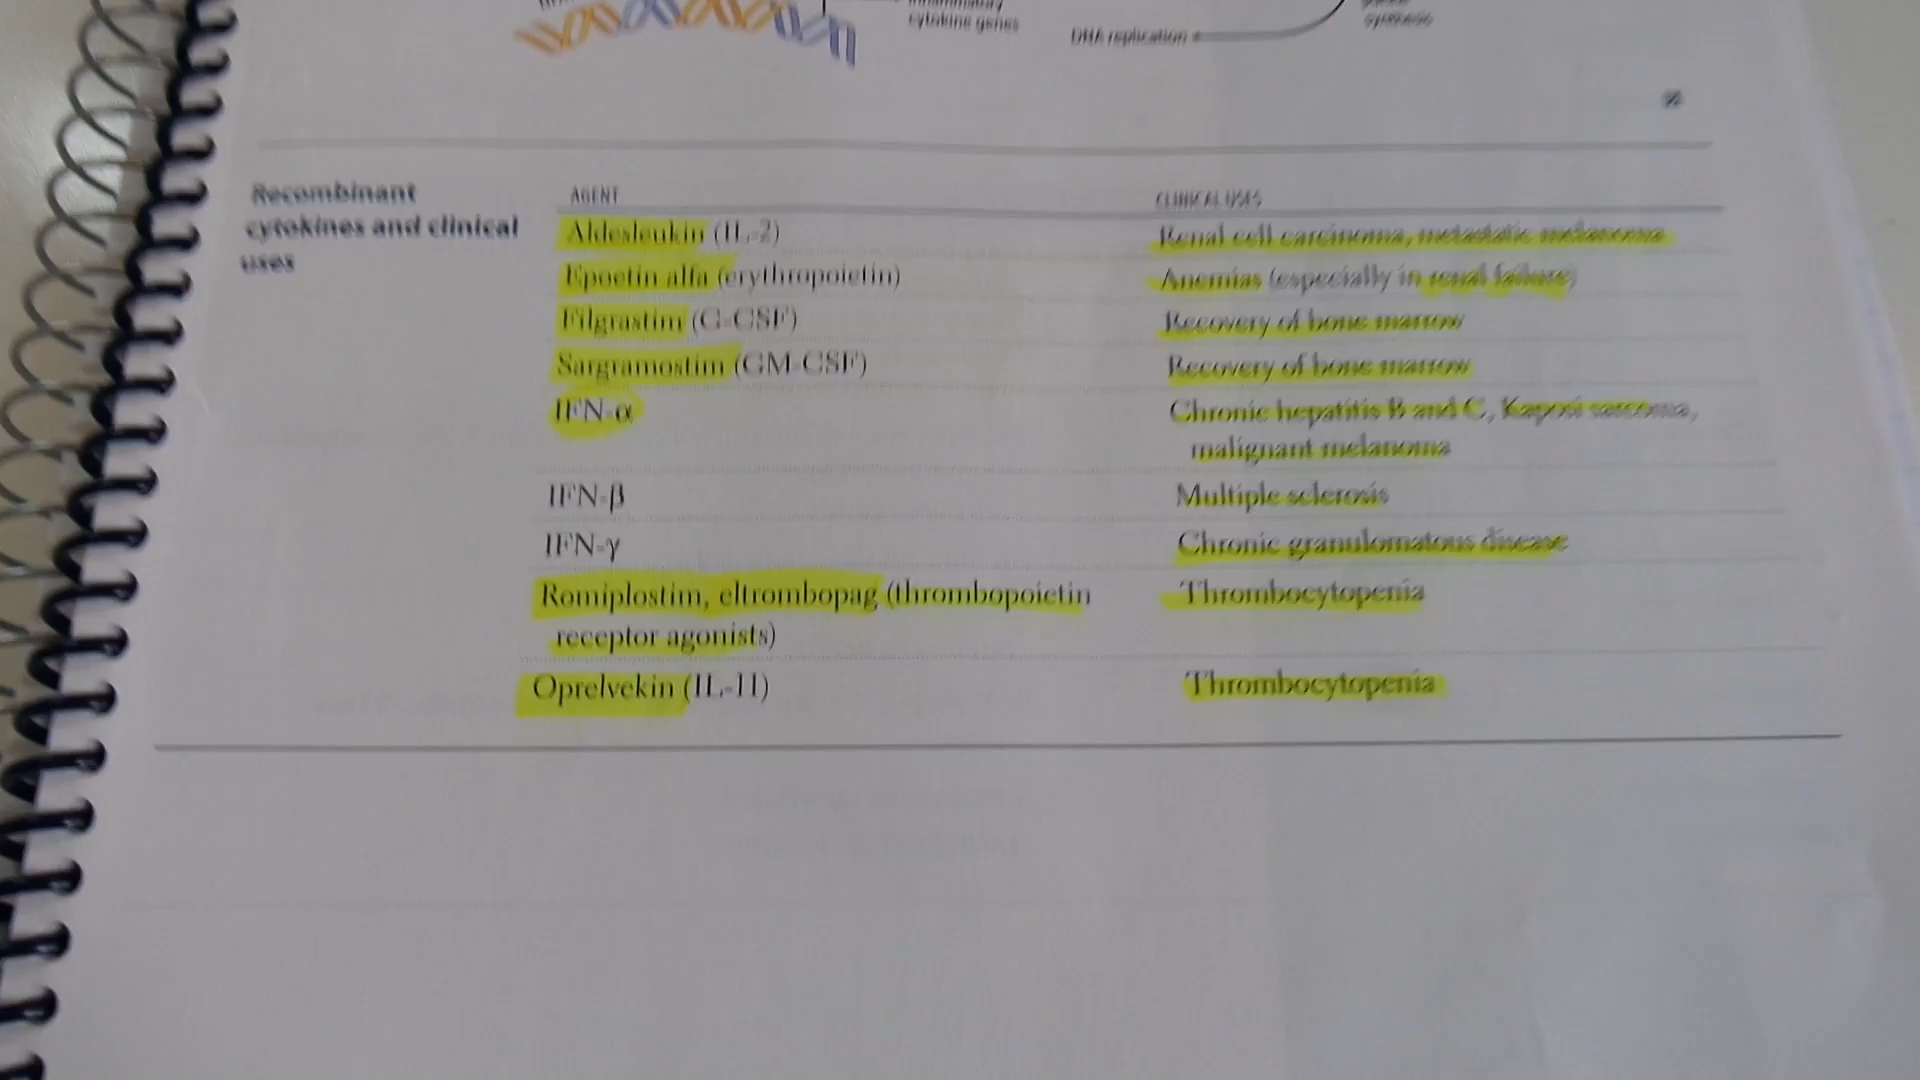 cytokine genes
DNA replication
Recombinant
cytokines and clinical
uses
AGENT
CLINICAL USES
Aldesleukin (IL-2)
Renal cell carcinoma, metastatic melanoma
Epoetin alfa (erythropoietin)
Anemias (especially in renal failure)
Filgrastim (G-CSF)
Recovery of bone marrow
Sargramostim (GM-CSF)
Recovery of bone marrow
IFN-α
Chronic hepatitis B and C, Kaposi sarcoma,
malignant melanoma
IFN-β
Multiple sclerosis
IFN-γ
Chronic granulomatous disease
Romiplostim, eltrombopag (thrombopoietin
receptor agonists)
Thrombocytopenia
Oprelvekin (IL-11)
Thrombocytopenia